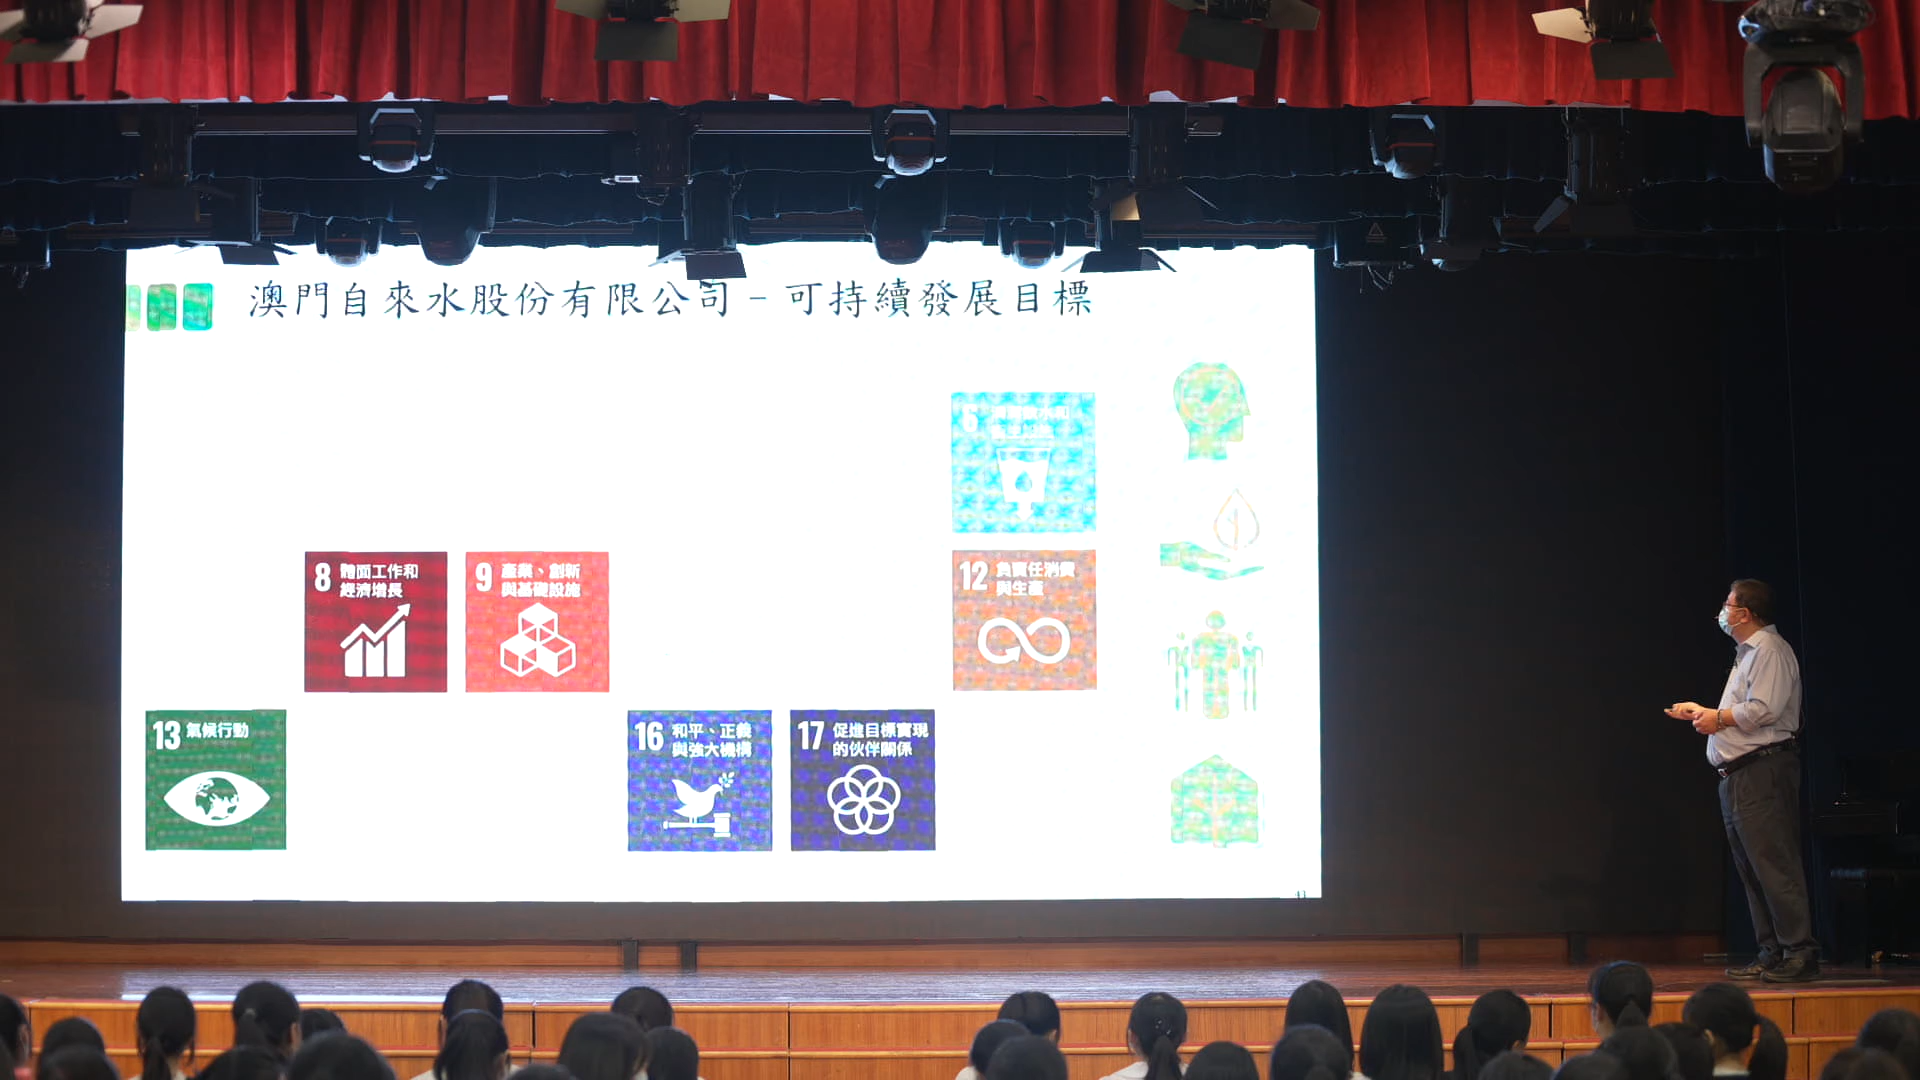 澳門自來水股份有限公司 – 可持續發展目標
6
8 體面工作和
經濟增長
9 產業、創新
與基礎設施
12 負責任消費
與生產
13 氣候行動
16 和平、正義
與強大機構
17 促進目標實現
的伙伴關係